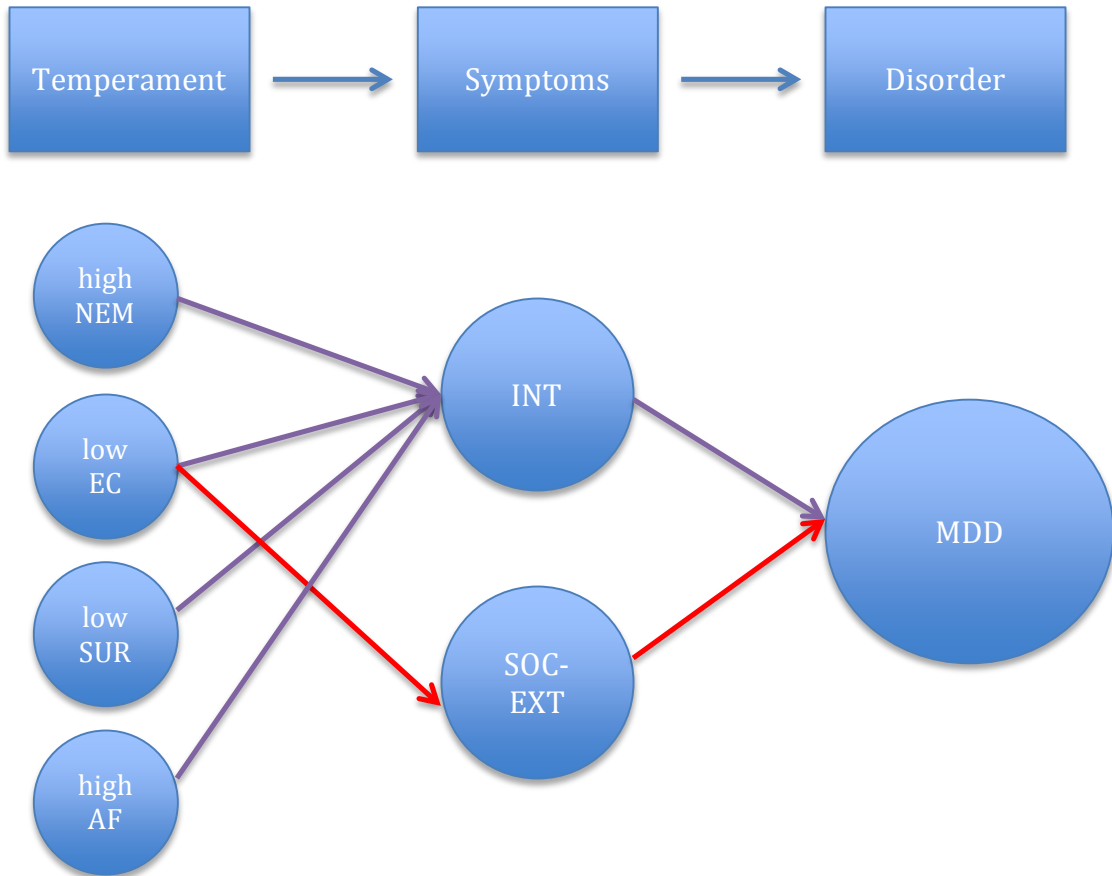 Temperament
Symptoms
Disorder
high
NEM
low
EC
low
SUR
high
AF
INT
SOC-
EXT
MDD